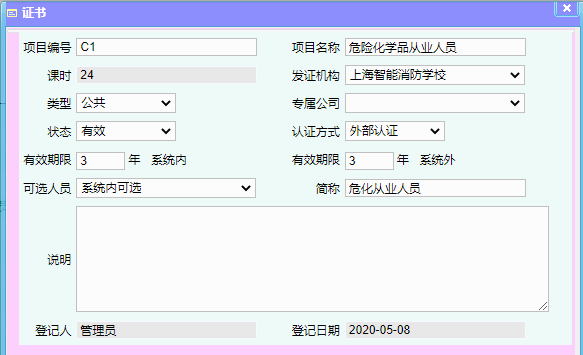 证书
项目编号 C1 项目名称 危险化学品从业人员
课时 24 发证机构 上海智能消防学校
类型 公共 专属公司
状态 有效 认证方式 外部认证
有效期限 3 年 系统内 有效期限 3 年 系统外
可选人员 系统内可选 简称 危化从业人员
说明
登记人 管理员 登记日期 2020-05-08